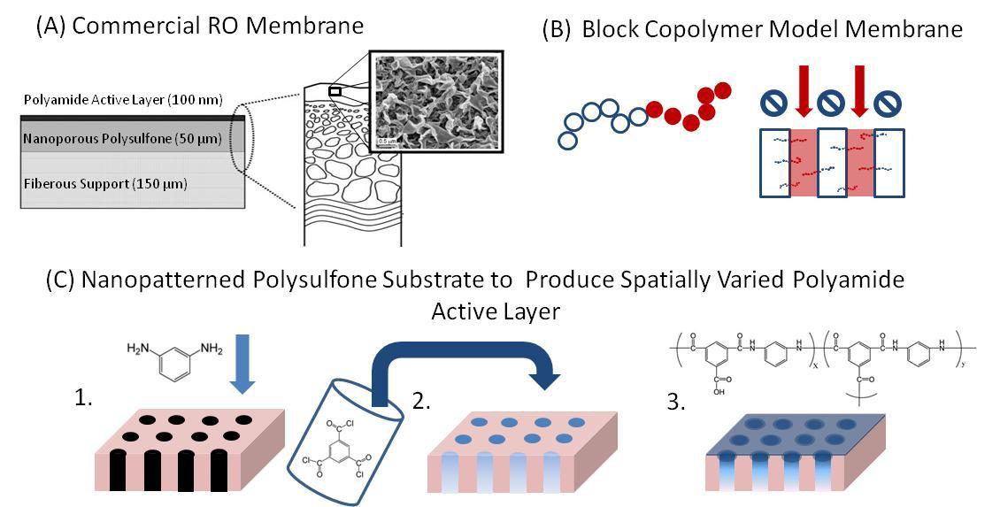 (A) Commercial RO Membrane
Polyamide Active Layer (100 nm)
Nanoporous Polysulfone (50 µm)
Fiberous Support (150 µm)
0.5 µm
(B) Block Copolymer Model Membrane
(C) Nanopatterned Polysulfone Substrate to Produce Spatially Varied Polyamide
Active Layer
H₂N NH₂
1.
O Cl
Cl O
O Cl
2.
3.
O O H H O O H H
N N N N
x y
C=O C=O
OH